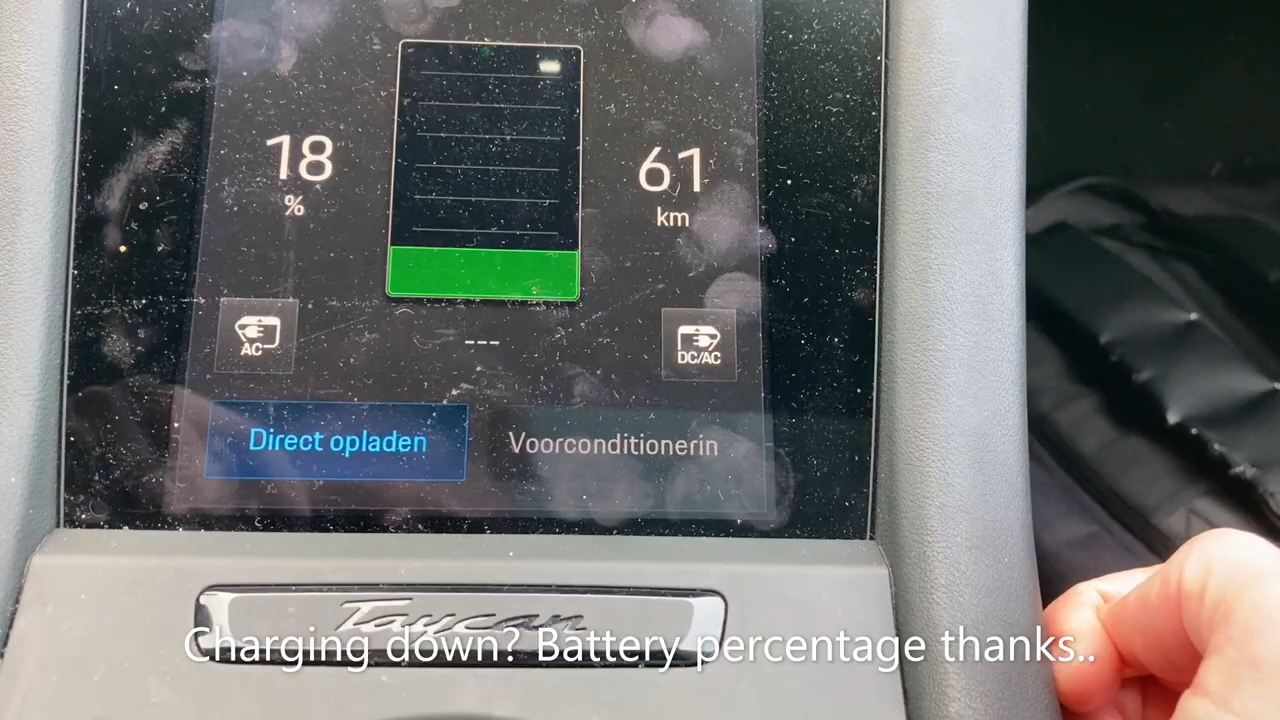 18
%
61
km
AC
---
DC/AC
Direct opladen
Voorconditionerin
Taycan
Charging down? Battery percentage thanks..